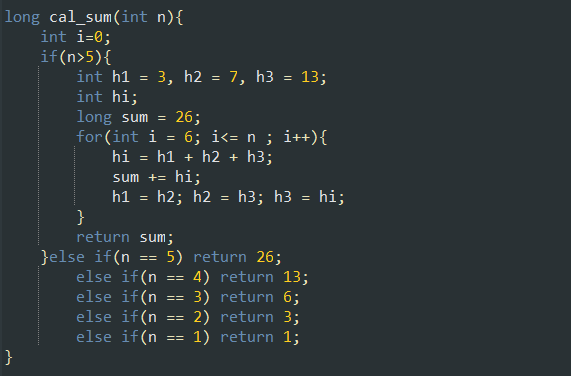 long cal_sum(int n){
    int i=0;
    if(n>5){
        int h1 = 3, h2 = 7, h3 = 13;
        int hi;
        long sum = 26;
        for(int i = 6; i<= n ; i++){
            hi = h1 + h2 + h3;
            sum += hi;
            h1 = h2; h2 = h3; h3 = hi;
        }
        return sum;
    }else if(n == 5) return 26;
        else if(n == 4) return 13;
        else if(n == 3) return 6;
        else if(n == 2) return 3;
        else if(n == 1) return 1;
}